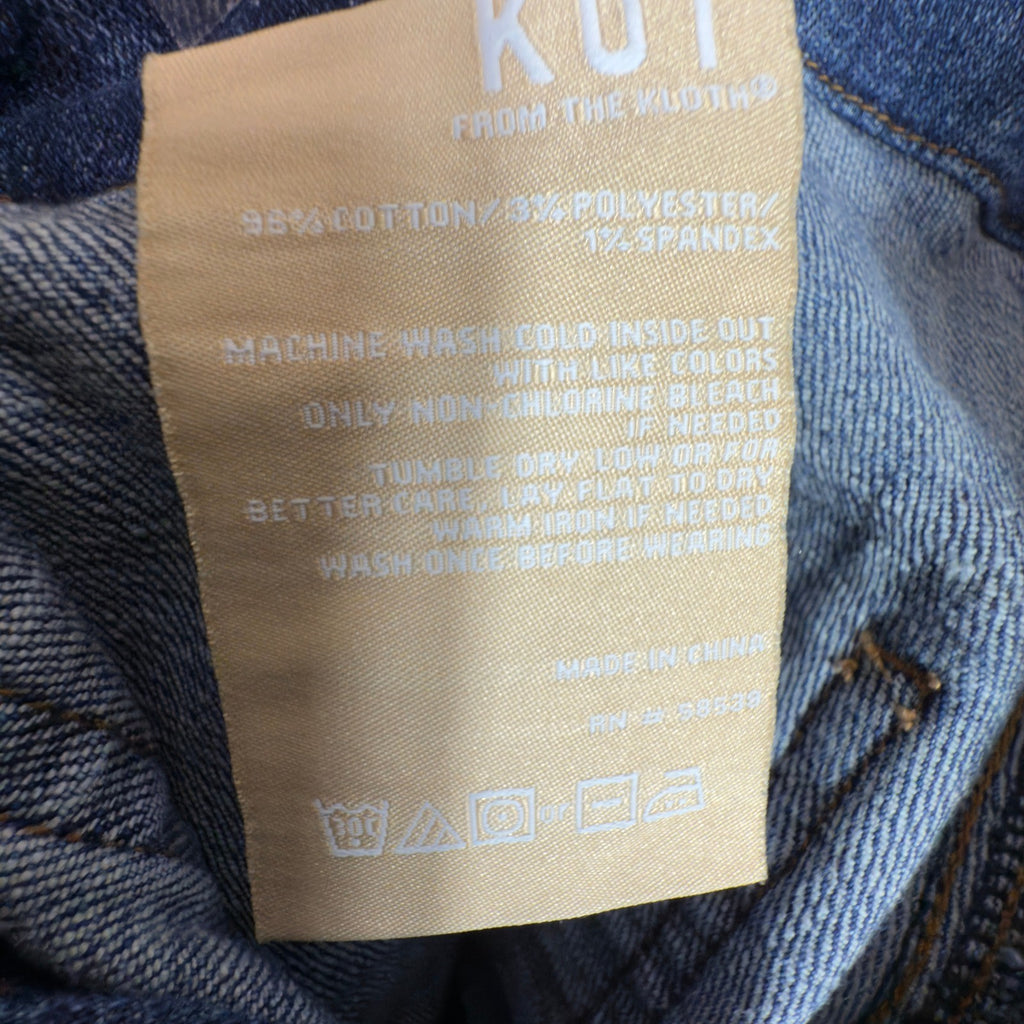 KUT
FROM THE KLOTH®
96% COTTON/3% POLYESTER/
1% SPANDEX
MACHINE WASH COLD INSIDE OUT
WITH LIKE COLORS
ONLY NON-CHLORINE BLEACH
IF NEEDED
TUMBLE DRY LOW OR FOR
BETTER CARE, LAY FLAT TO DRY
WARM IRON IF NEEDED
WASH ONCE BEFORE WEARING
MADE IN CHINA
RN # 98539
or